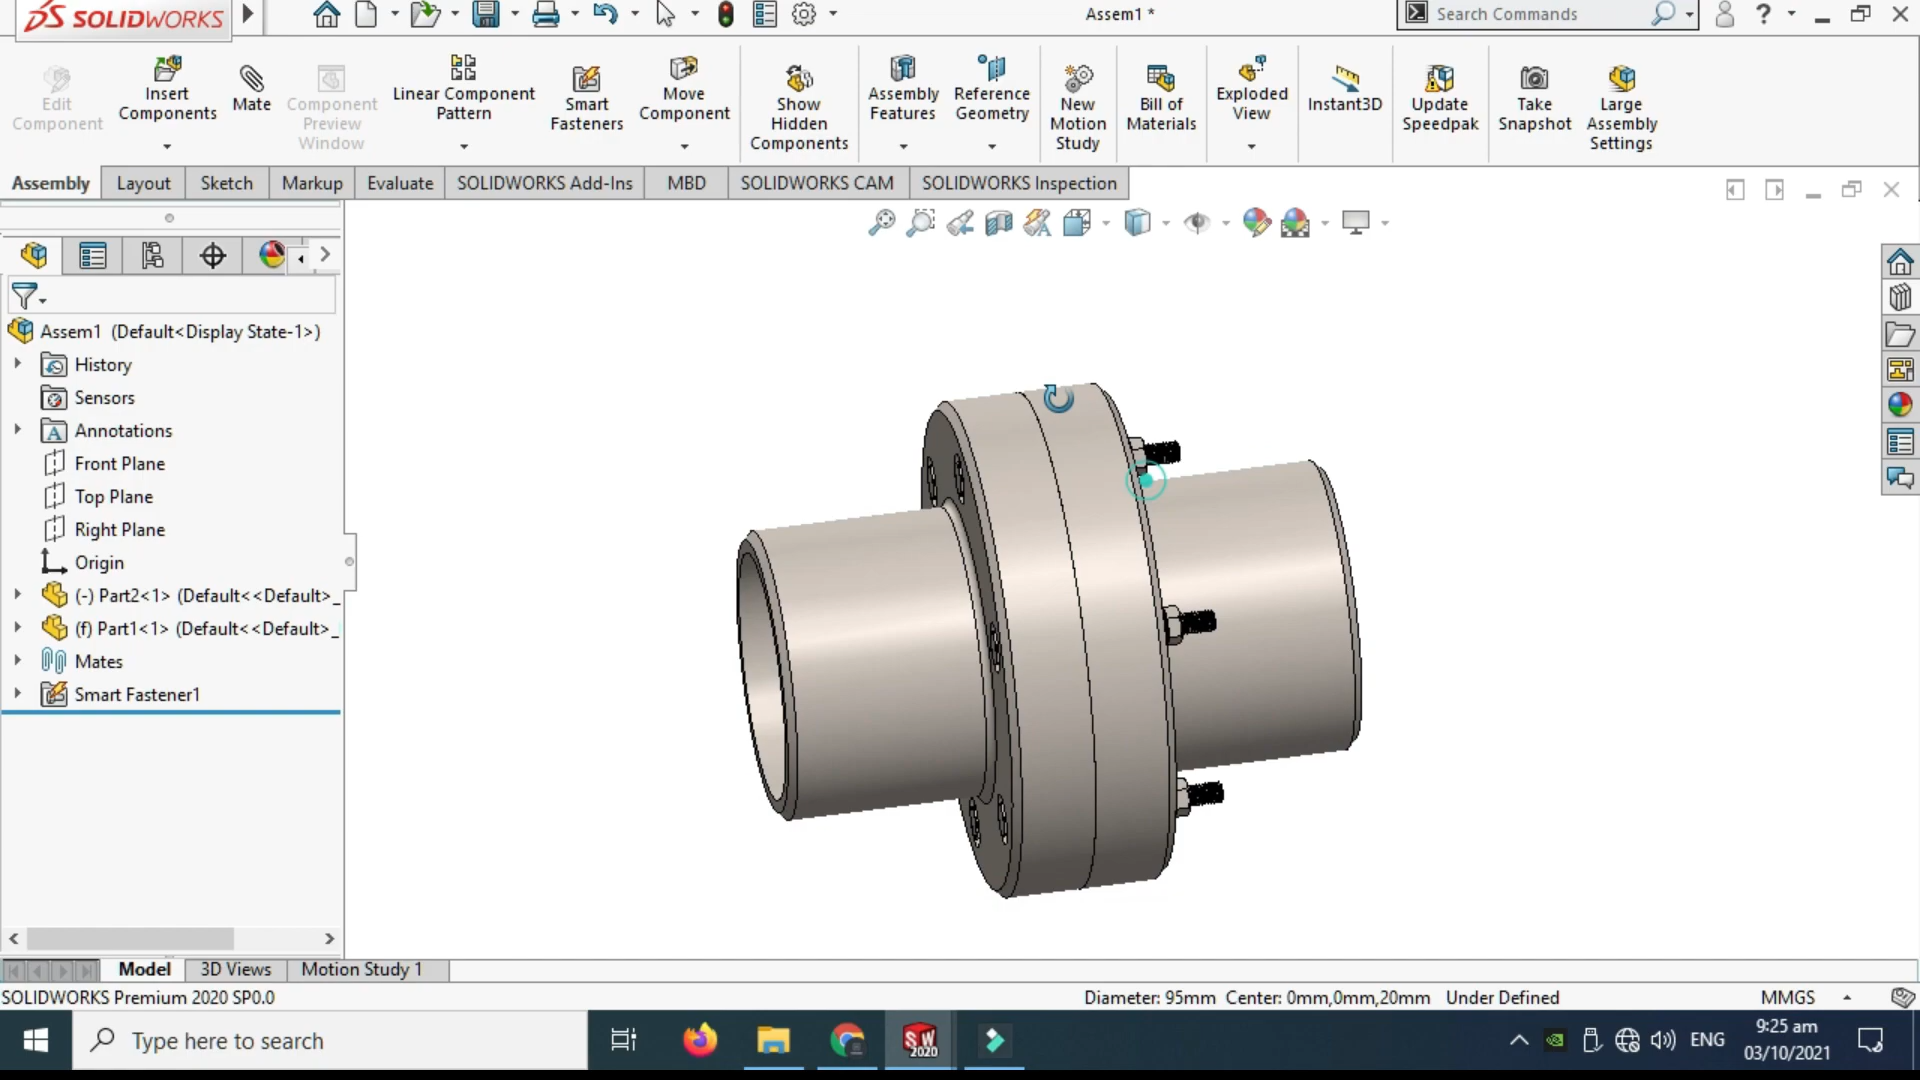 SOLIDWORKS
Assem1 *
Search Commands
?
Edit Component
Insert Components
Mate
Component Preview Window
Linear Component Pattern
Smart Fasteners
Move Component
Show Hidden Components
Assembly Features
Reference Geometry
New Motion Study
Bill of Materials
Exploded View
Instant3D
Update Speedpak
Take Snapshot
Large Assembly Settings
Assembly
Layout
Sketch
Markup
Evaluate
SOLIDWORKS Add-Ins
MBD
SOLIDWORKS CAM
SOLIDWORKS Inspection
Assem1 (Default<Display State-1>)
History
Sensors
Annotations
Front Plane
Top Plane
Right Plane
Origin
(-) Part2<1> (Default<<Default>_
(f) Part1<1> (Default<<Default>_
Mates
Smart Fastener1
Model
3D Views
Motion Study 1
SOLIDWORKS Premium 2020 SP0.0
Diameter: 95mm Center: 0mm,0mm,20mm
Under Defined
MMGS
Type here to search
SW 2020
ENG
9:25 am
03/10/2021